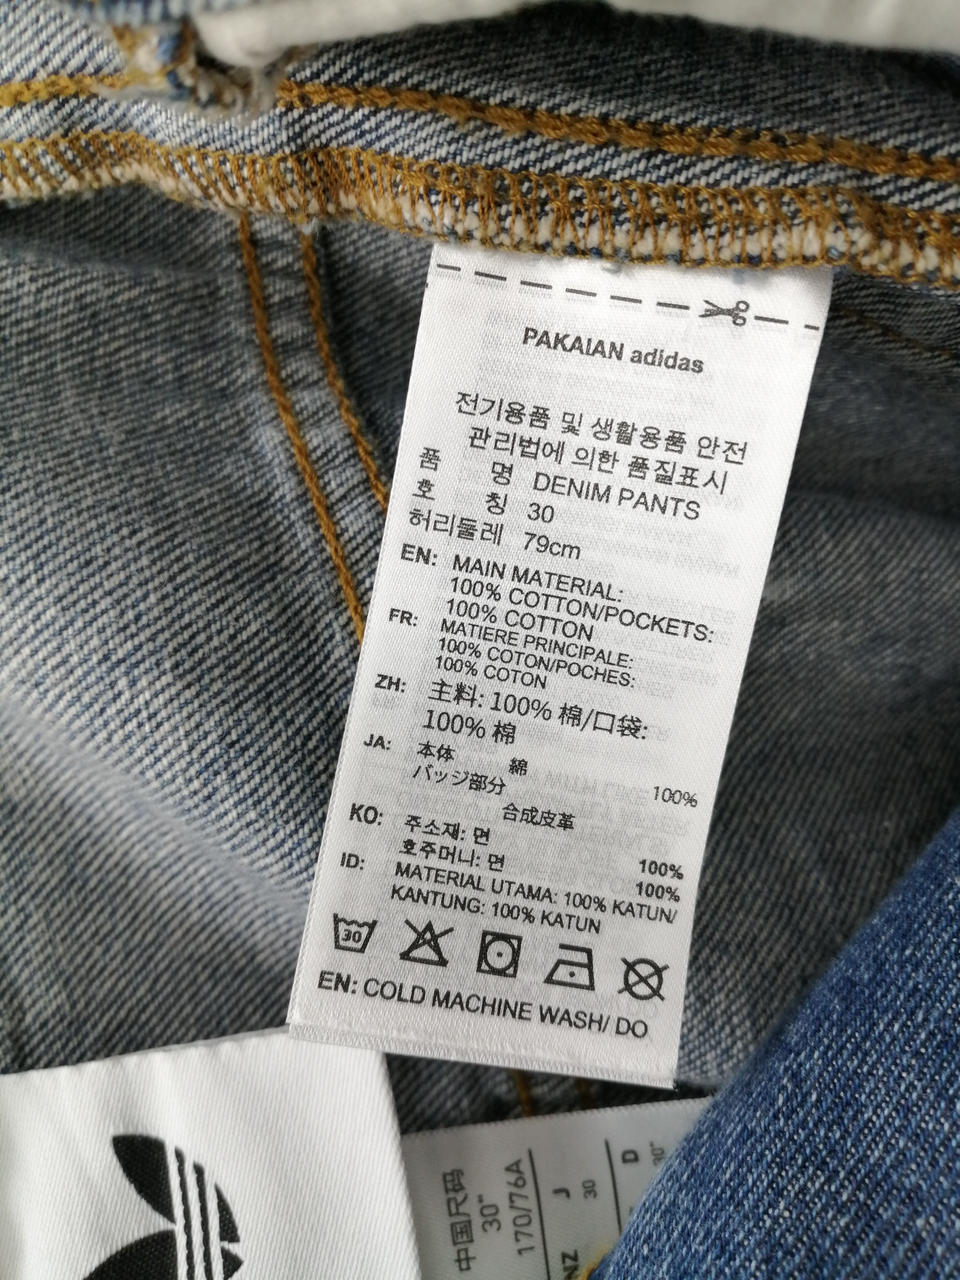 PAKAIAN adidas
전기용품 및 생활용품 안전
관리법에 의한 품질표시
품 명 DENIM PANTS
호 칭 30
허리둘레 79cm
EN: MAIN MATERIAL:
100% COTTON/POCKETS:
100% COTTON
FR: MATIERE PRINCIPALE:
100% COTON/POCHES:
100% COTON
ZH: 主料: 100% 棉/口袋:
100% 棉
JA: 本体 綿 100%
バッジ部分
合成皮革
KO: 주소재: 면 100%
호주머니: 면 100%
ID: MATERIAL UTAMA: 100% KATUN/
KANTUNG: 100% KATUN
30
EN: COLD MACHINE WASH/ DO
中国尺码
30"
170/76A
J
30
D
30"
NZ